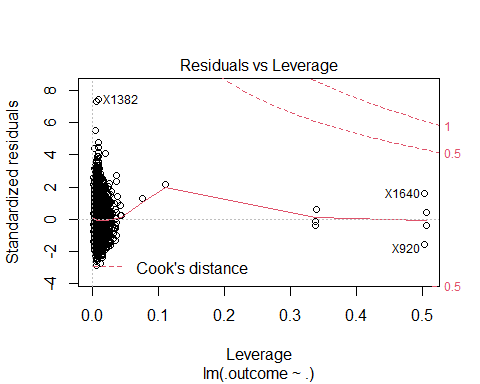 Residuals vs Leverage
Standardized residuals
8
6
4
2
0
-2
-4
X1382
1
0.5
X1640
X920
Cook's distance
0.5
0.0 0.1 0.2 0.3 0.4 0.5
Leverage
lm(.outcome ~ .)